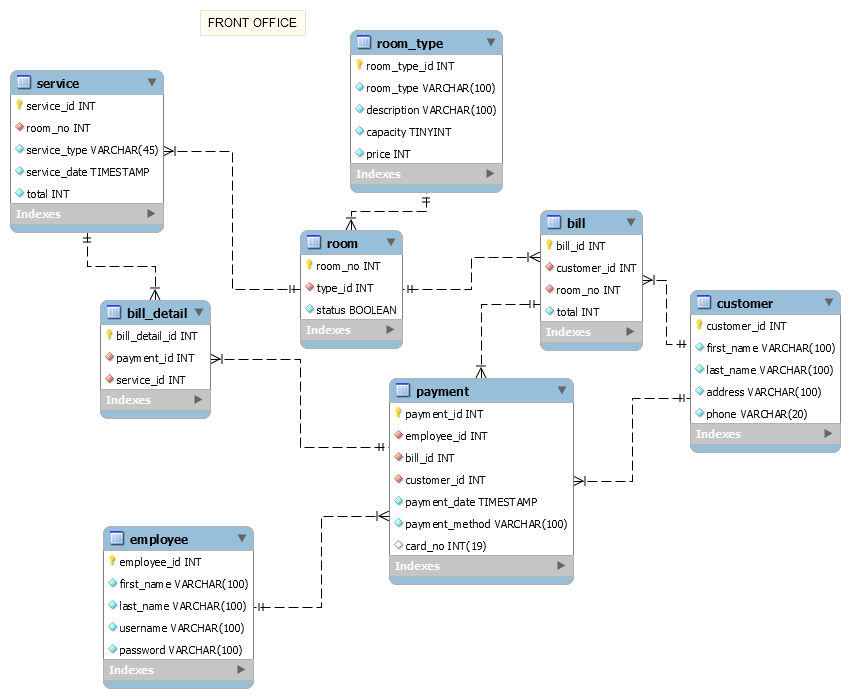 FRONT OFFICE
room_type
room_type_id INT
room_type VARCHAR(100)
description VARCHAR(100)
capacity TINYINT
price INT
Indexes
service
service_id INT
room_no INT
service_type VARCHAR(45)
service_date TIMESTAMP
total INT
Indexes
room
room_no INT
type_id INT
status BOOLEAN
Indexes
bill
bill_id INT
customer_id INT
room_no INT
total INT
Indexes
customer
customer_id INT
first_name VARCHAR(100)
last_name VARCHAR(100)
address VARCHAR(100)
phone VARCHAR(20)
Indexes
bill_detail
bill_detail_id INT
payment_id INT
service_id INT
Indexes
payment
payment_id INT
employee_id INT
bill_id INT
customer_id INT
payment_date TIMESTAMP
payment_method VARCHAR(100)
card_no INT(19)
Indexes
employee
employee_id INT
first_name VARCHAR(100)
last_name VARCHAR(100)
username VARCHAR(100)
password VARCHAR(100)
Indexes